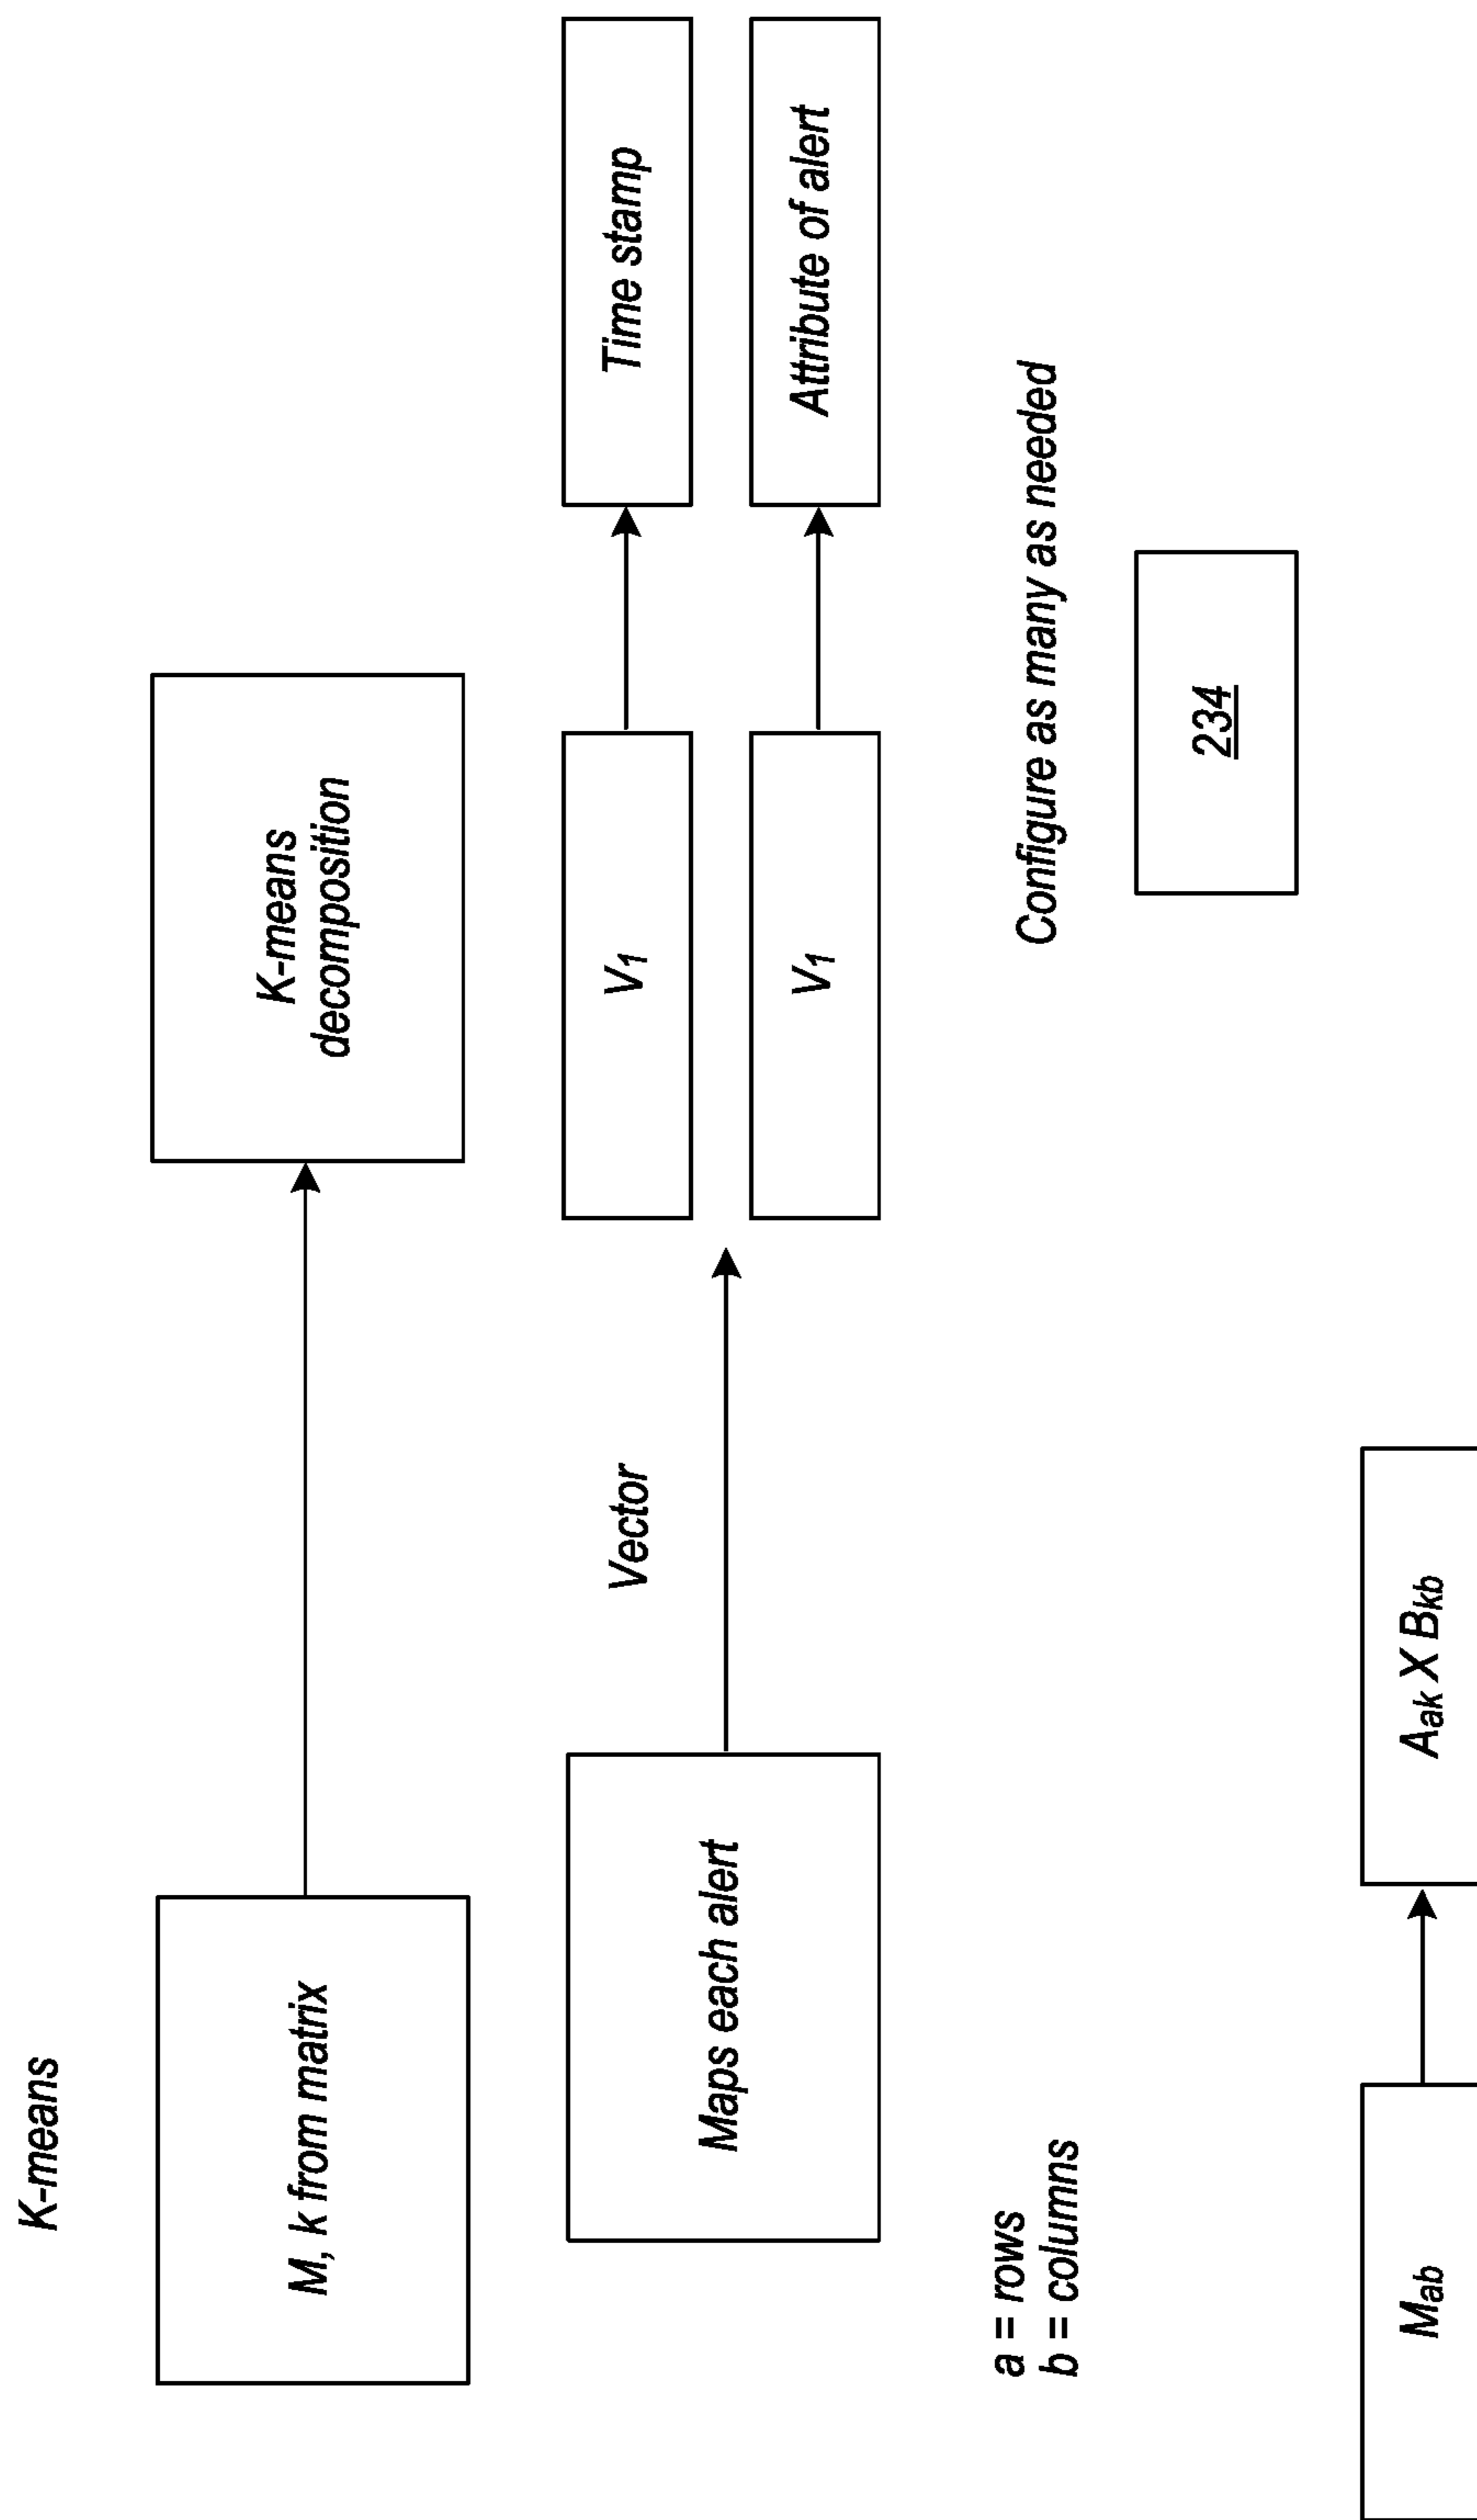 K-means
M, k from matrix
K-means
decomposition
Maps each alert
Vector
V1
Time stamp
V1
Attribute of alert
a = rows
b = columns
Configure as many as needed
234
Mab
Aak X Bkb